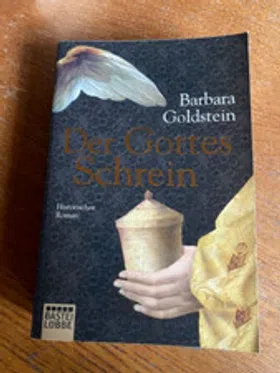 Barbara
Goldstein
Der Gottes
Schrein
Historischer
Roman
BASTEI
LÜBBE